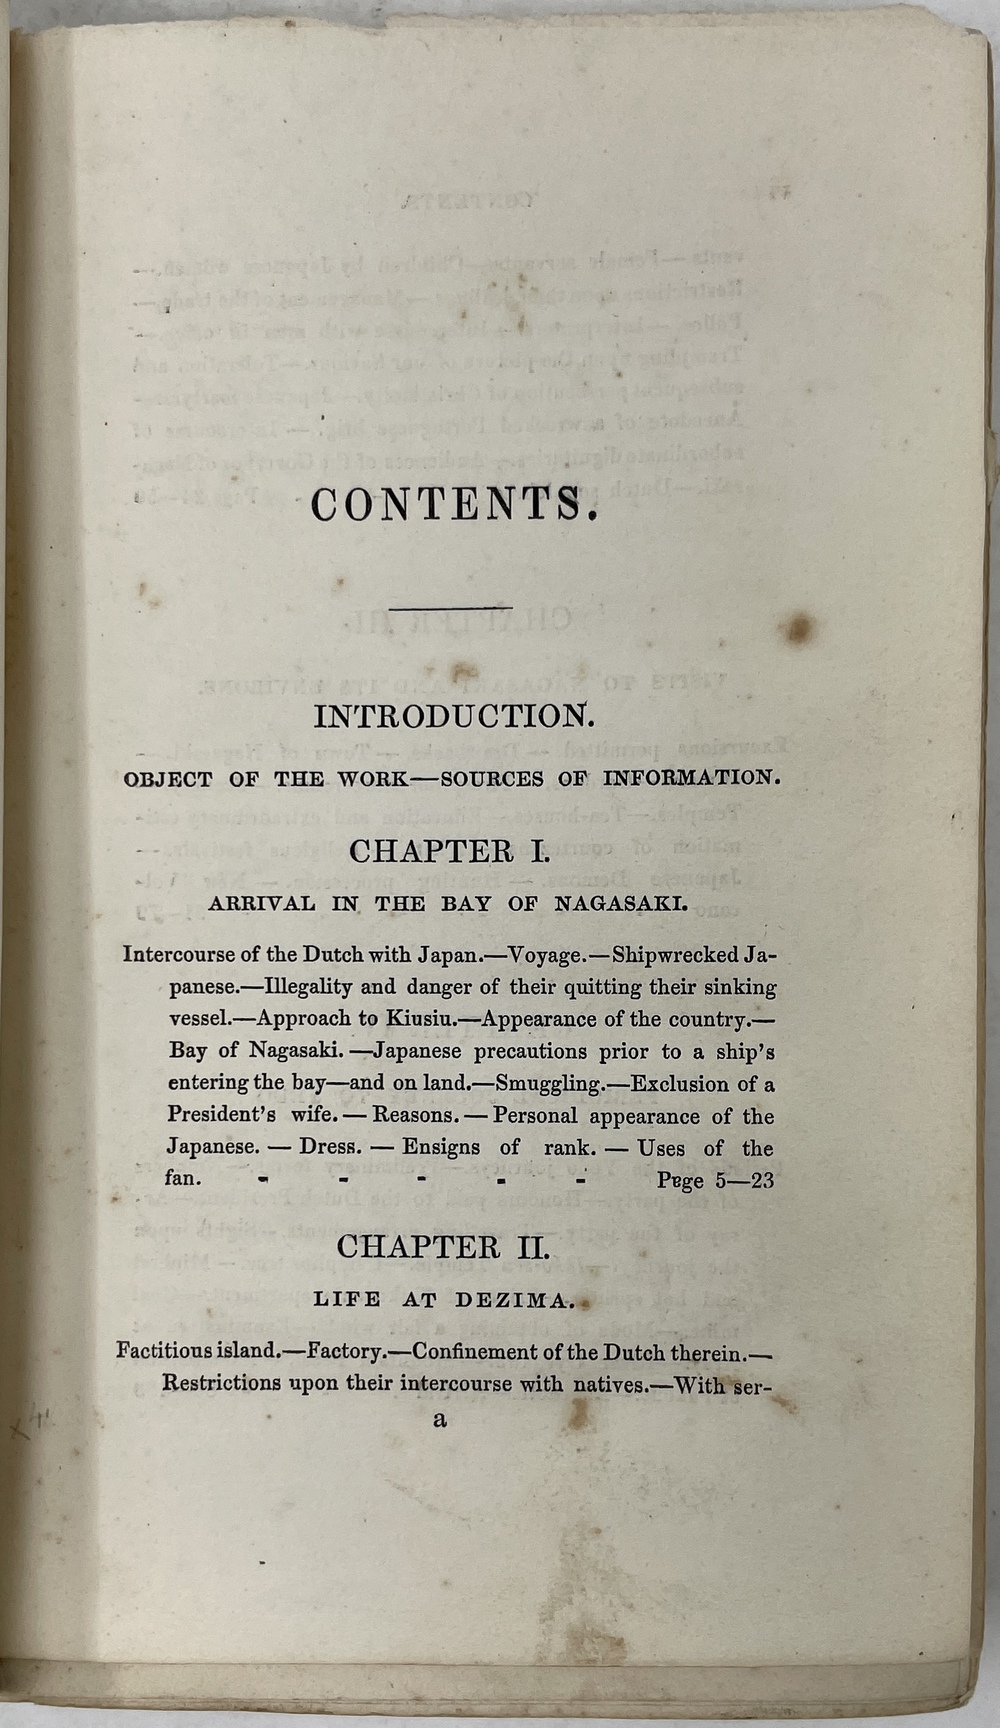 CONTENTS.
INTRODUCTION.
OBJECT OF THE WORK—SOURCES OF INFORMATION.
CHAPTER I.
ARRIVAL IN THE BAY OF NAGASAKI.
Intercourse of the Dutch with Japan.—Voyage.—Shipwrecked Ja-
panese.—Illegality and danger of their quitting their sinking
vessel.—Approach to Kiusiu.—Appearance of the country.—
Bay of Nagasaki.—Japanese precautions prior to a ship's
entering the bay—and on land.—Smuggling.—Exclusion of a
President's wife.—Reasons.—Personal appearance of the
Japanese.—Dress.—Ensigns of rank.—Uses of the
fan. - - - - - Page 5—23
CHAPTER II.
LIFE AT DEZIMA.
Factitious island.—Factory.—Confinement of the Dutch therein.—
Restrictions upon their intercourse with natives.—With ser-
a